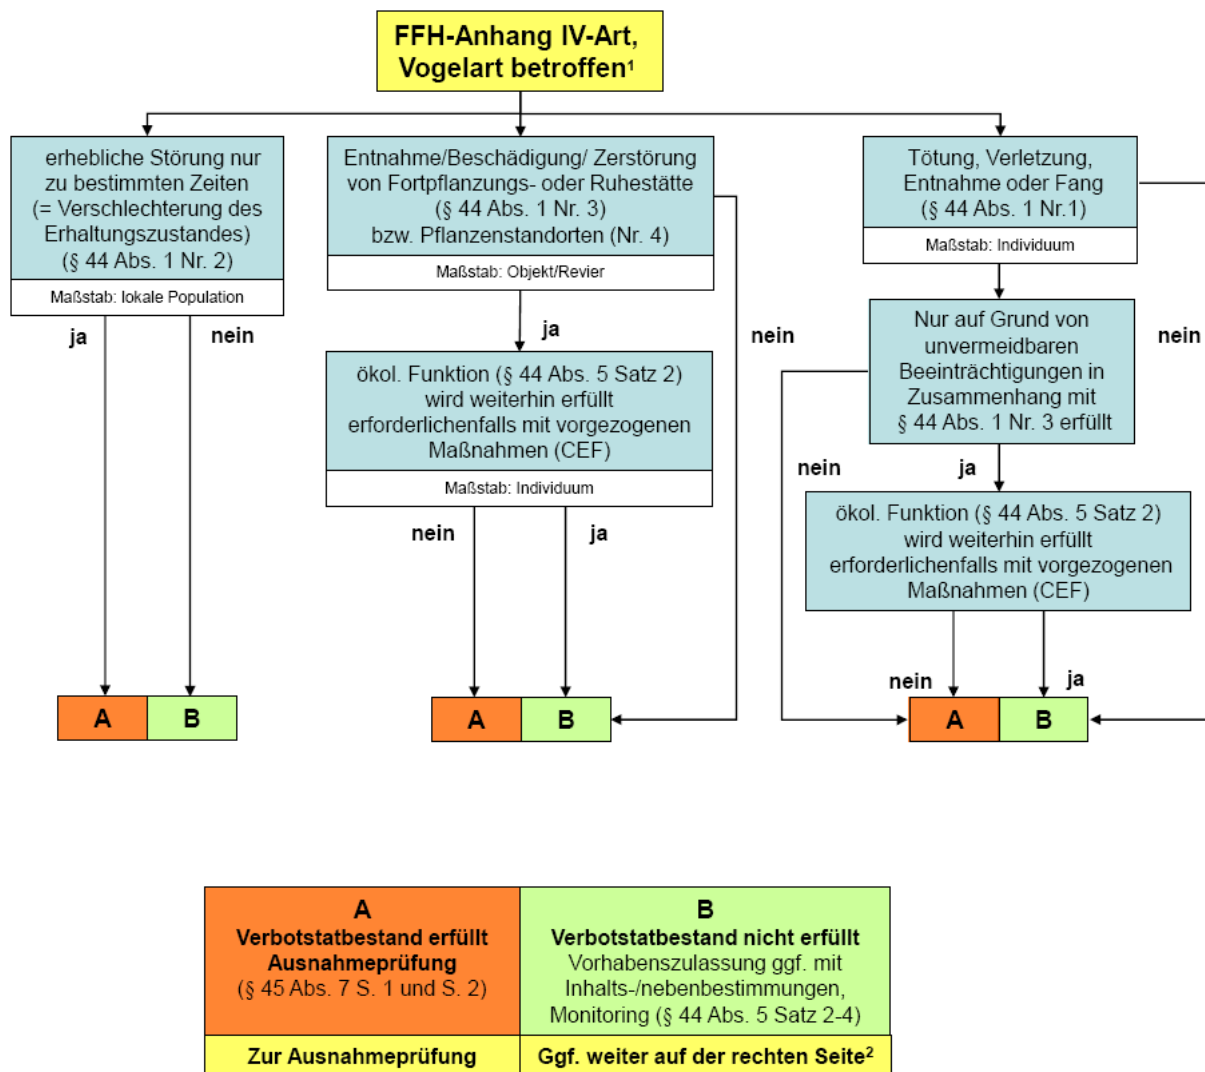 FFH-Anhang IV-Art,
Vogelart betroffen¹
erhebliche Störung nur
zu bestimmten Zeiten
(= Verschlechterung des
Erhaltungszustandes)
(§ 44 Abs. 1 Nr. 2)
Maßstab: lokale Population
ja
nein
Entnahme/Beschädigung/ Zerstörung
von Fortpflanzungs- oder Ruhestätte
(§ 44 Abs. 1 Nr. 3)
bzw. Pflanzenstandorten (Nr. 4)
Maßstab: Objekt/Revier
ja
nein
ökol. Funktion (§ 44 Abs. 5 Satz 2)
wird weiterhin erfüllt
erforderlichenfalls mit vorgezogenen
Maßnahmen (CEF)
Maßstab: Individuum
nein
ja
Tötung, Verletzung,
Entnahme oder Fang
(§ 44 Abs. 1 Nr.1)
Maßstab: Individuum
nein
Nur auf Grund von
unvermeidbaren
Beeinträchtigungen in
Zusammenhang mit
§ 44 Abs. 1 Nr. 3 erfüllt
nein
ja
ökol. Funktion (§ 44 Abs. 5 Satz 2)
wird weiterhin erfüllt
erforderlichenfalls mit vorgezogenen
Maßnahmen (CEF)
nein
ja
A
B
A
B
A
B
A
Verbotstatbestand erfüllt
Ausnahmeprüfung
(§ 45 Abs. 7 S. 1 und S. 2)
Zur Ausnahmeprüfung
B
Verbotstatbestand nicht erfüllt
Vorhabenszulassung ggf. mit
Inhalts-/nebenbestimmungen,
Monitoring (§ 44 Abs. 5 Satz 2-4)
Ggf. weiter auf der rechten Seite²